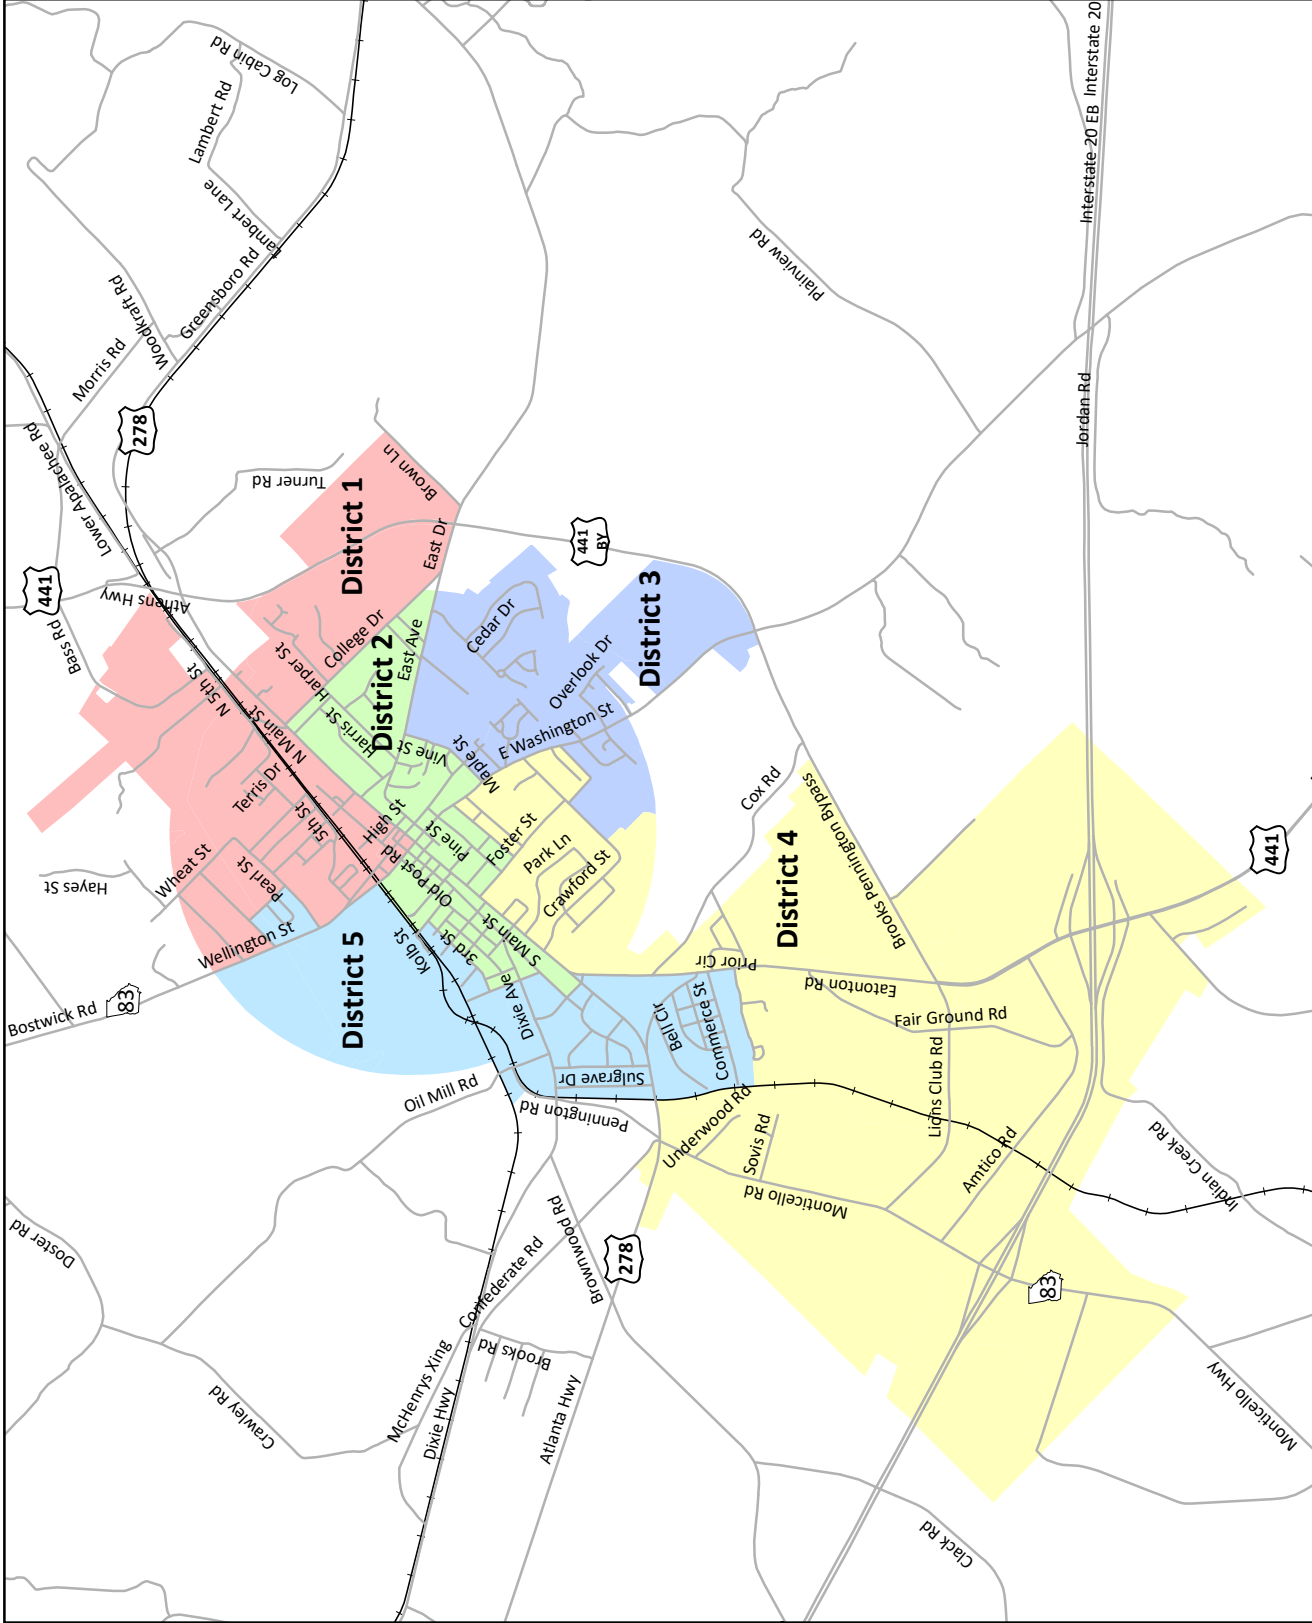 Log Cabin Rd
Lambert Rd
Lambert Lane
Greensboro Rd
Woodkraft Rd
Morris Rd
278
Lower Apalachee Rd
441
Bass Rd
Athens Hwy
Turner Rd
Brown Ln
District 1
East Dr
441
BY
Interstate 20 EB
Interstate 20
Plainview Rd
Jordan Rd
N 5th St
N Main St
Harper St
College Dr
District 2
East Ave
Harris St
Vine St
Cedar Dr
Overlook Dr
District 3
E Washington St
Maple St
Terris Dr
5th St
High St
Wheat St
Pearl St
Hayes St
Old Post Rd
Pine St
Foster St
Park Ln
Crawford St
Cox Rd
Brooks Pennington Bypass
District 4
441
Wellington St
Bostwick Rd
83
District 5
Kolb St
3rd St
S Main St
Dixie Ave
Prior Cir
Eatonton Rd
Fair Ground Rd
Lions Club Rd
Bell Cir
Commerce St
Sulgrave Dr
Oil Mill Rd
Pennington Rd
Underwood Rd
Sovis Rd
Monticello Rd
Amtico Rd
Indian Creek Rd
Doster Rd
Brownwood Rd
278
Confederate Rd
83
McHenrys Xing
Brooks Rd
Crawley Rd
Dixie Hwy
Atlanta Hwy
Monticello Hwy
Clack Rd